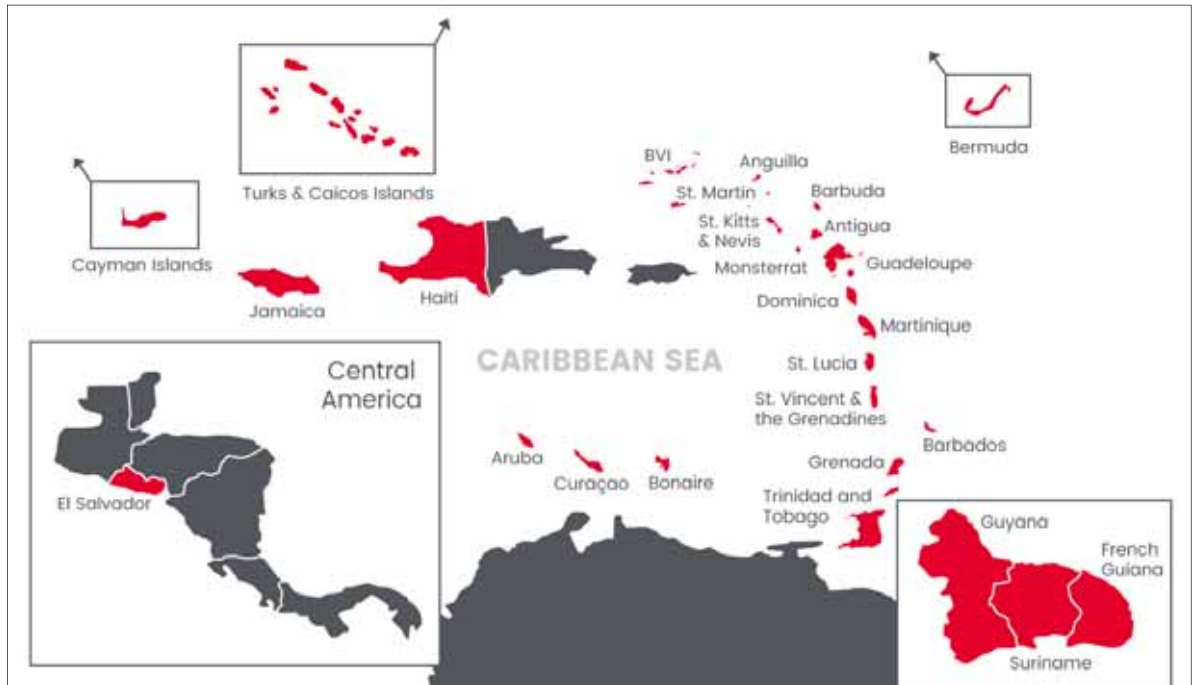 Turks & Caicos Islands
Bermuda
Cayman Islands
BVI
Anguilla
St. Martin
Barbuda
St. Kitts
& Nevis
Antigua
Monsterrat
Guadeloupe
Jamaica
Haiti
Dominica
Martinique
CARIBBEAN SEA
St. Lucia
St. Vincent &
the Grenadines
Barbados
Central
America
El Salvador
Aruba
Curaçao
Bonaire
Grenada
Trinidad and
Tobago
Guyana
French
Guiana
Suriname